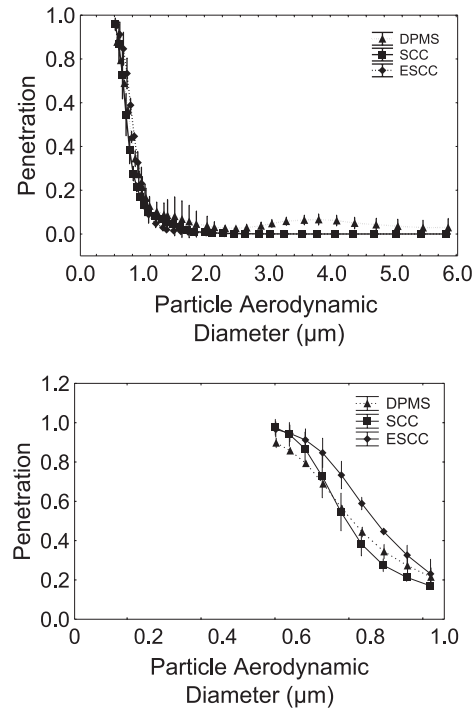 1.0
0.8
0.6
0.4
0.2
0.0
Penetration
DPMS
SCC
ESCC
0.0 1.0 2.0 3.0 4.0 5.0 6.0
Particle Aerodynamic
Diameter (µm)
1.2
1.0
0.8
0.6
0.4
0.2
0.0
Penetration
DPMS
SCC
ESCC
0 0.2 0.4 0.6 0.8 1.0
Particle Aerodynamic
Diameter (µm)